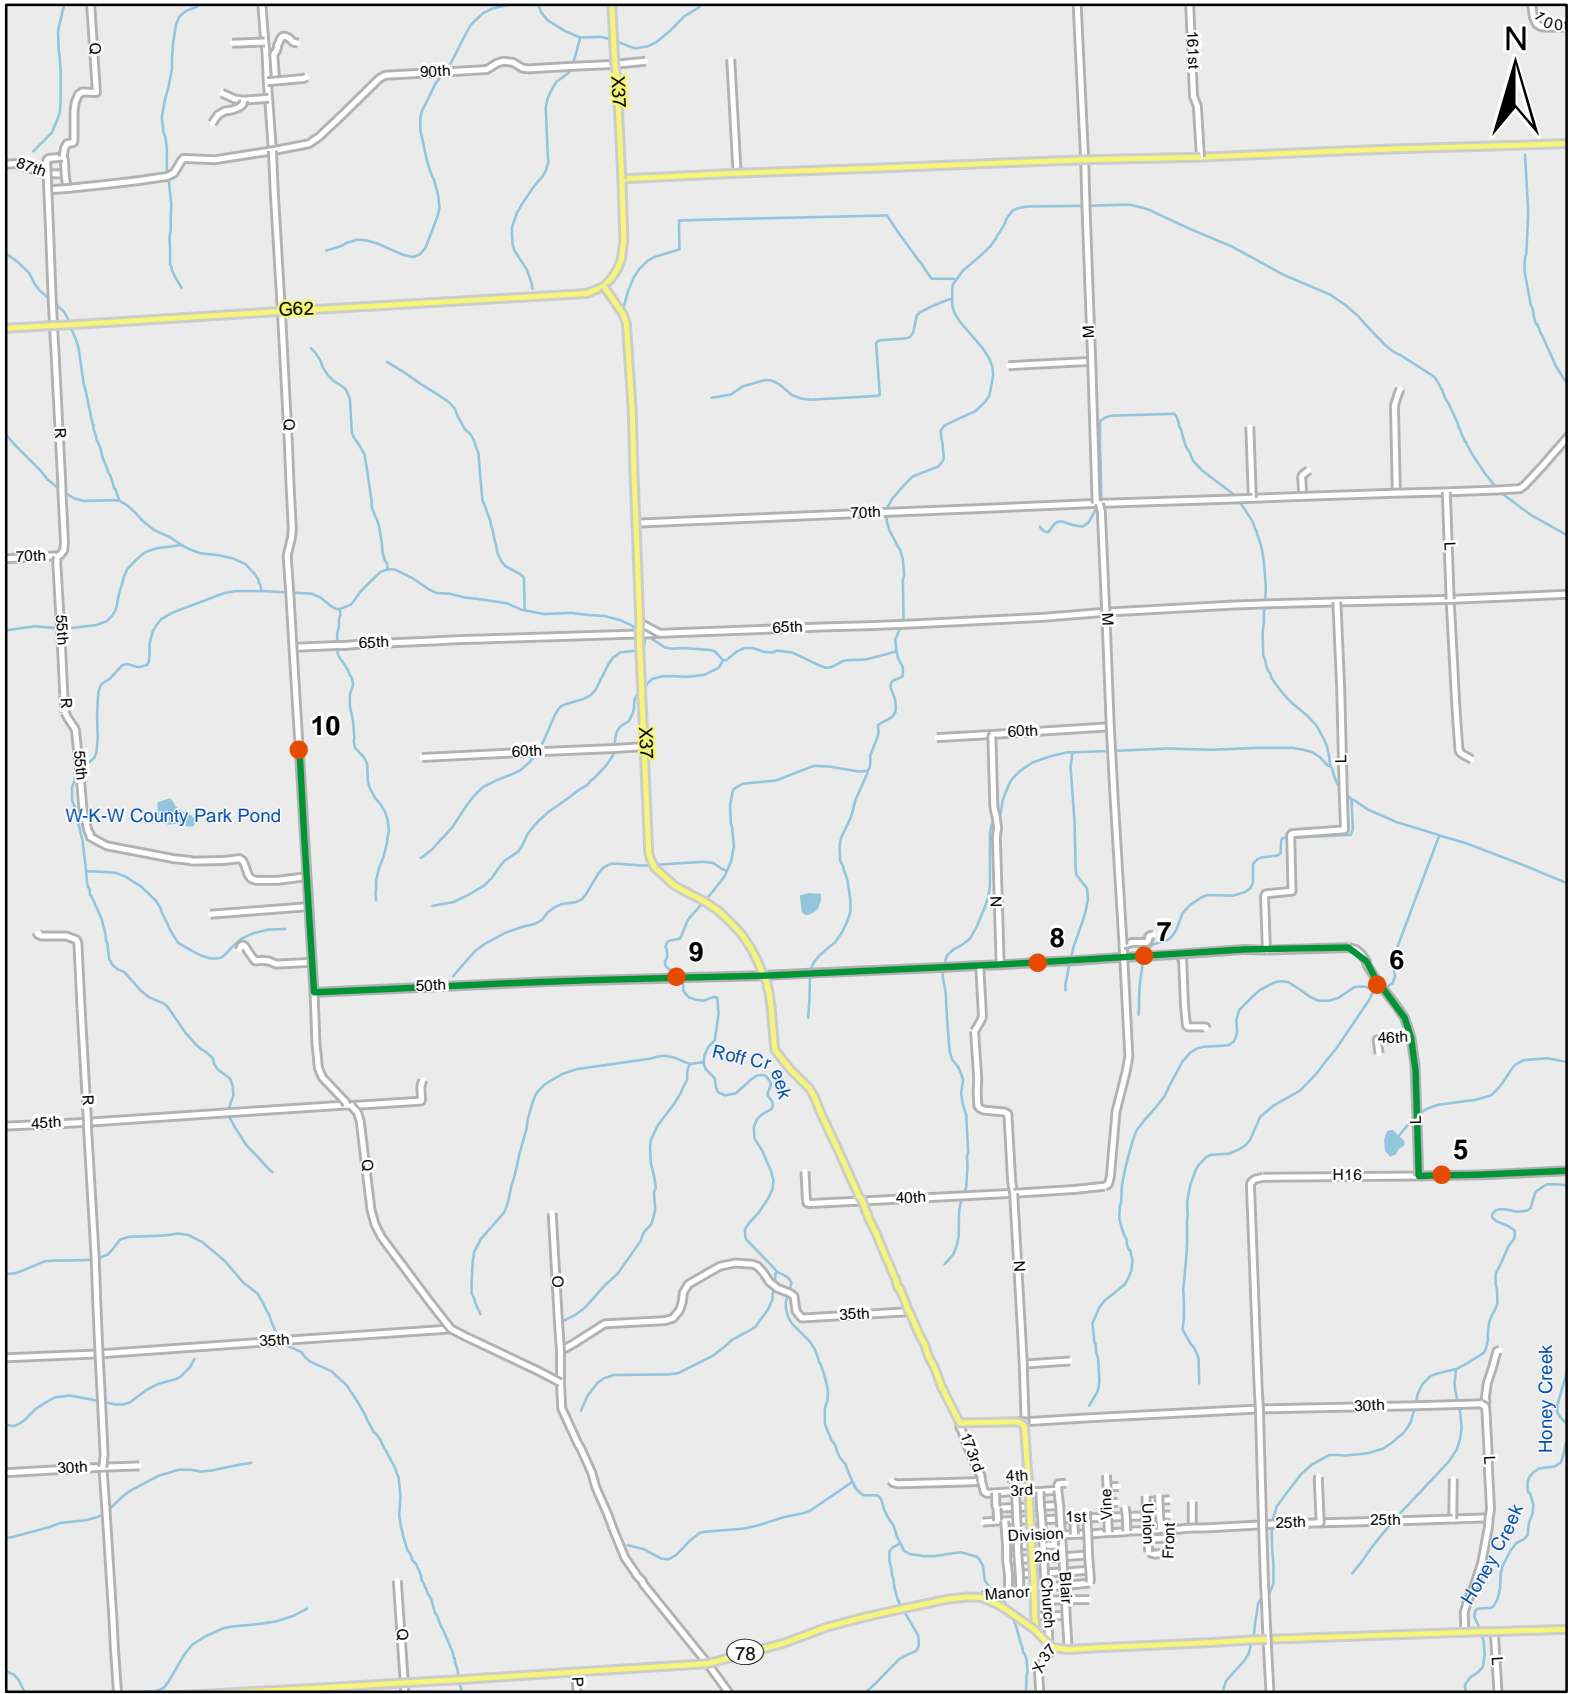 Q
161st
100
N
90th
X37
87th
G62
W
R
Q
70th
L
70th
55th
65th
65th
M
R
10
60th
60th
X37
55th
L
W-K-W County Park Pond
N
7
8
9
6
50th
46th
Roff Creek
R
45th
L
5
Q
H16
40th
N
O
35th
35th
Honey Creek
30th
173rd
30th
L
4th
3rd
Vine
1st
Union
25th
25th
Division
Front
2nd
Honey Creek
Manor
Church
Blair
Q
78
X37
L
P